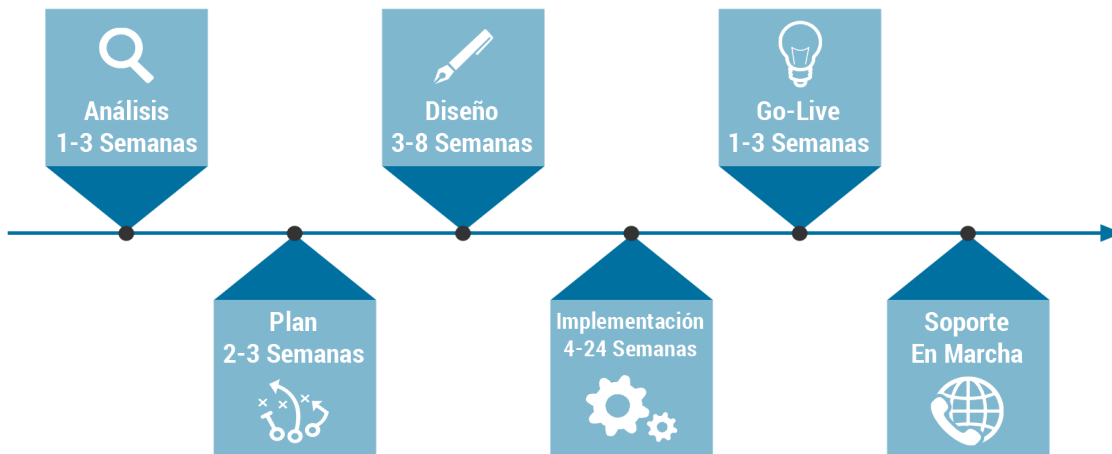 Análisis
1-3 Semanas
Plan
2-3 Semanas
Diseño
3-8 Semanas
Implementación
4-24 Semanas
Go-Live
1-3 Semanas
Soporte
En Marcha